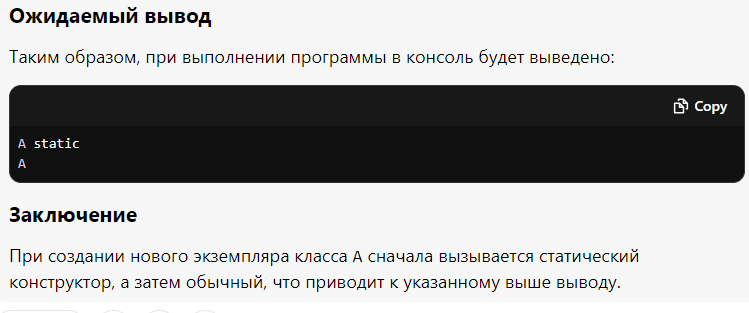 Ожидаемый вывод
Таким образом, при выполнении программы в консоль будет выведено:
Copy
A static
A
Заключение
При создании нового экземпляра класса A сначала вызывается статический
конструктор, а затем обычный, что приводит к указанному выше выводу.